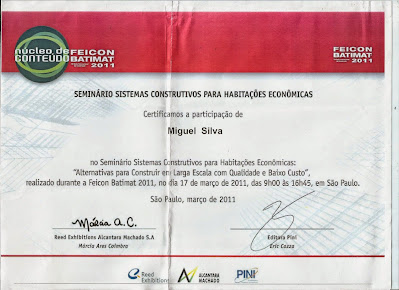 núcleo de
CONTEÚDO
FEICON
BATIMAT
2011
FEICON
BATIMAT
2011
SEMINÁRIO SISTEMAS CONSTRUTIVOS PARA HABITAÇÕES ECONÔMICAS
Certificamos a participação de
Miguel Silva
no Seminário Sistemas Construtivos para Habitações Econômicas:
"Alternativas para Construir em Larga Escala com Qualidade e Baixo Custo",
realizado durante a Feicon Batimat 2011, no dia 17 de março de 2011, das 9h00 às 16h45, em São Paulo.
São Paulo, março de 2011
Márcia A. C.
Reed Exhibitions Alcantara Machado S.A
Márcia Ares Coimbra
Editora Pini
Eric Cozza
Reed Exhibitions
ALCANTARA
MACHADO
PINI